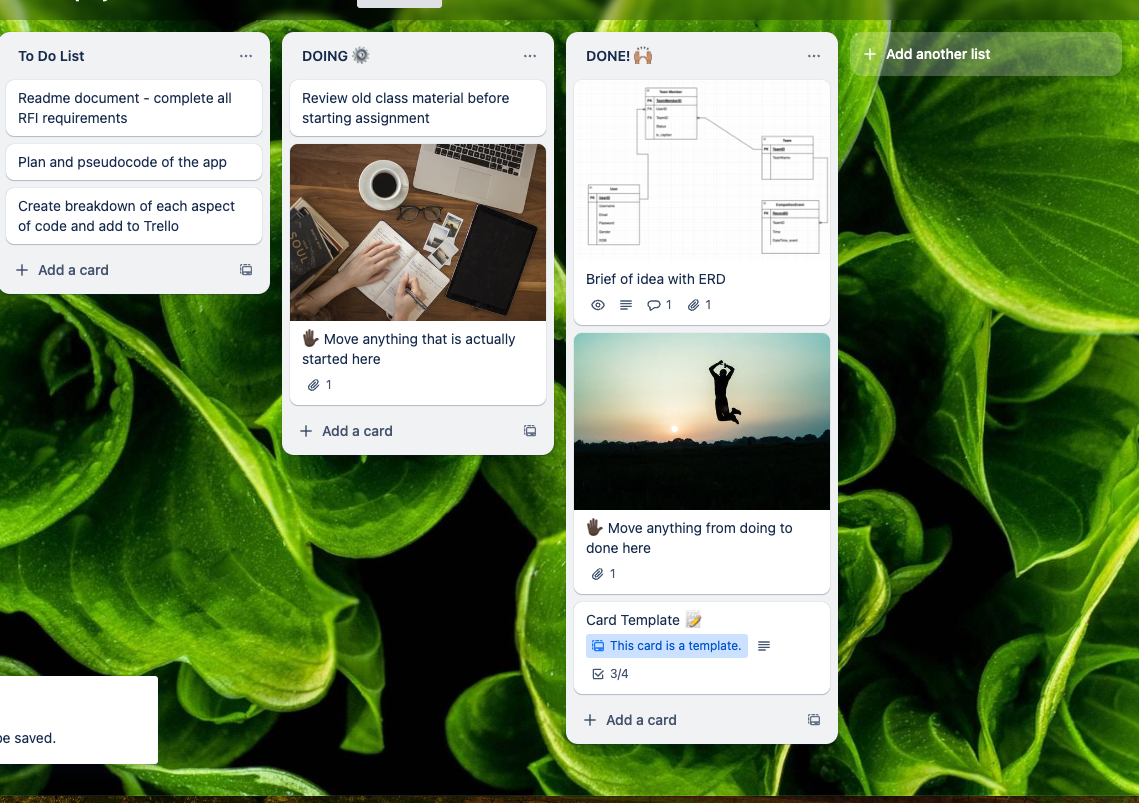 To Do List
Readme document - complete all
RFI requirements
Plan and pseudocode of the app
Create breakdown of each aspect
of code and add to Trello
Add a card
DOING
Review old class material before
starting assignment
SOUL
Move anything that is actually
started here
1
Add a card
DONE!
Team Member
PK TeamMemberID
FK UserID
FK TeamID
Status
is_captian
Team
PK TeamID
TeamName
User
PK UserID
Username
Email
Password
Gender
DOB
CompetitionEvent
PK RecordID
TeamID
Time
DateTime_event
Brief of idea with ERD
1 1
Move anything from doing to
done here
1
Card Template
This card is a template.
3/4
Add a card
Add another list
be saved.